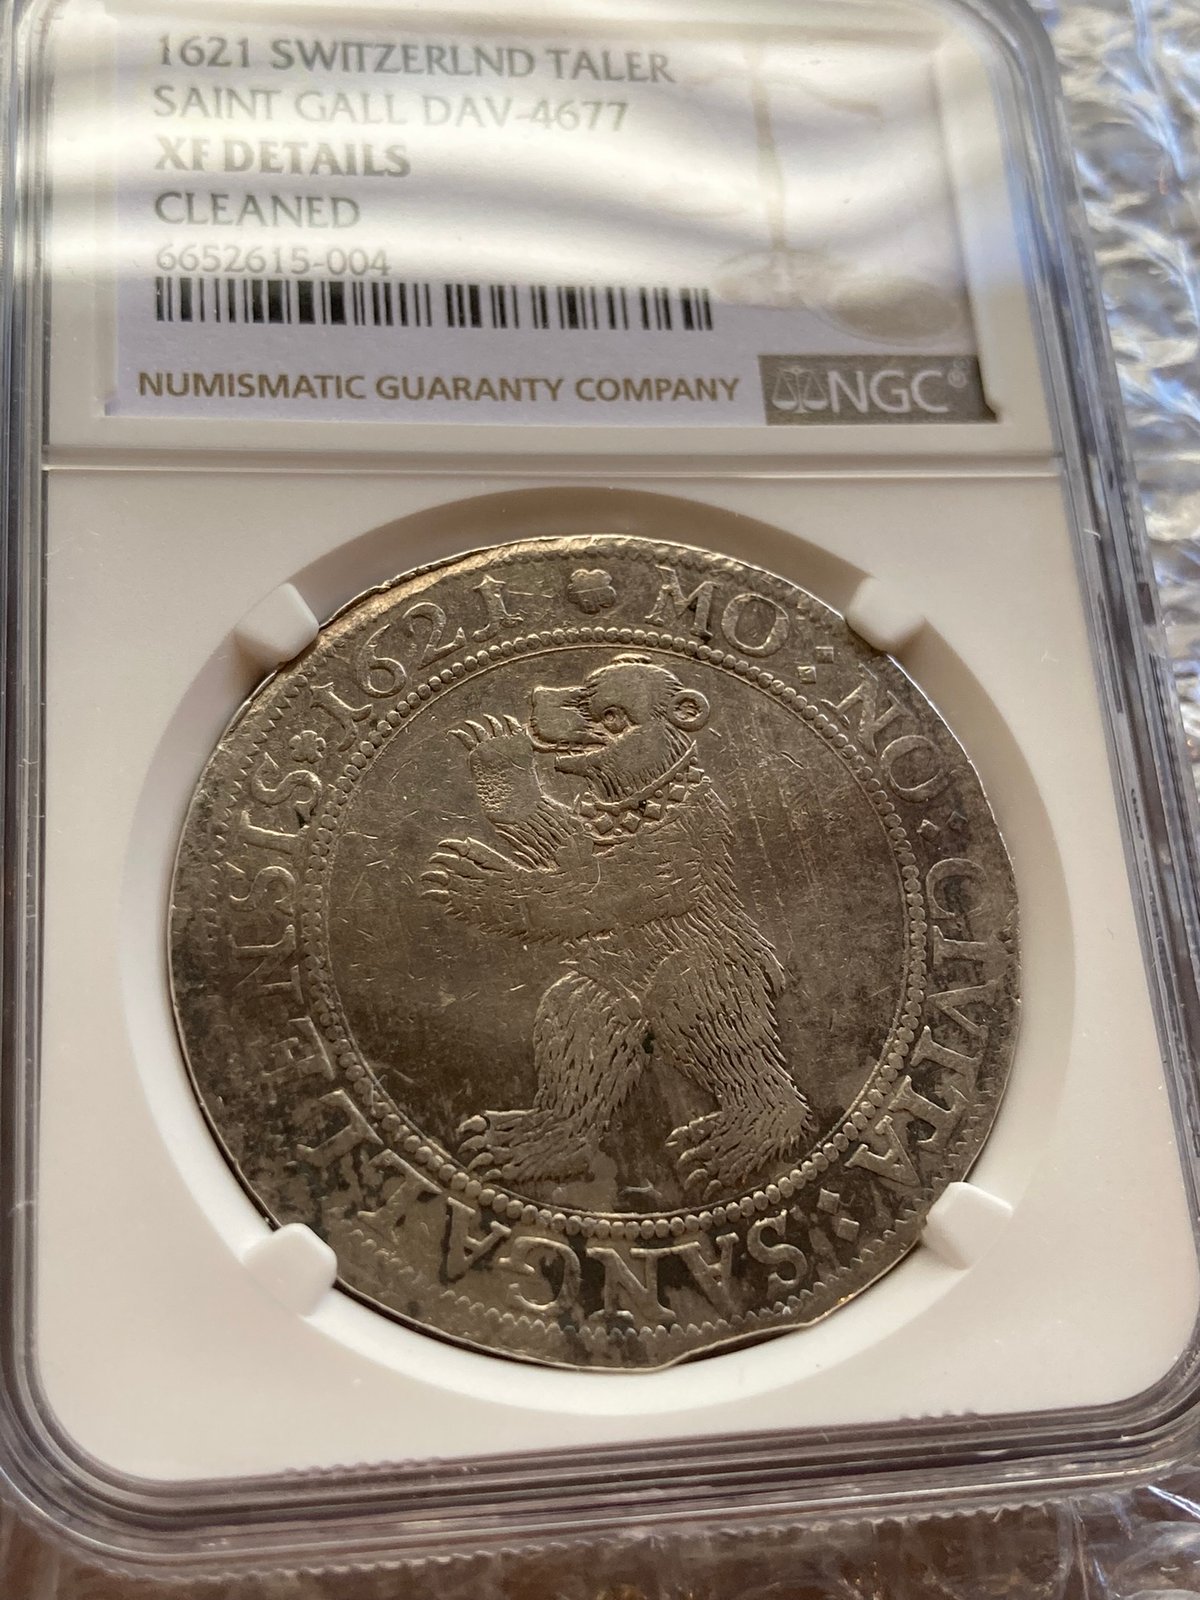 1621 SWITZERLND TALER
SAINT GALL DAV-4677
XF DETAILS
CLEANED
6652615-004
NUMISMATIC GUARANTY COMPANY NGC®
MO: NO: CIVITA: SANGALLENSIS 1621